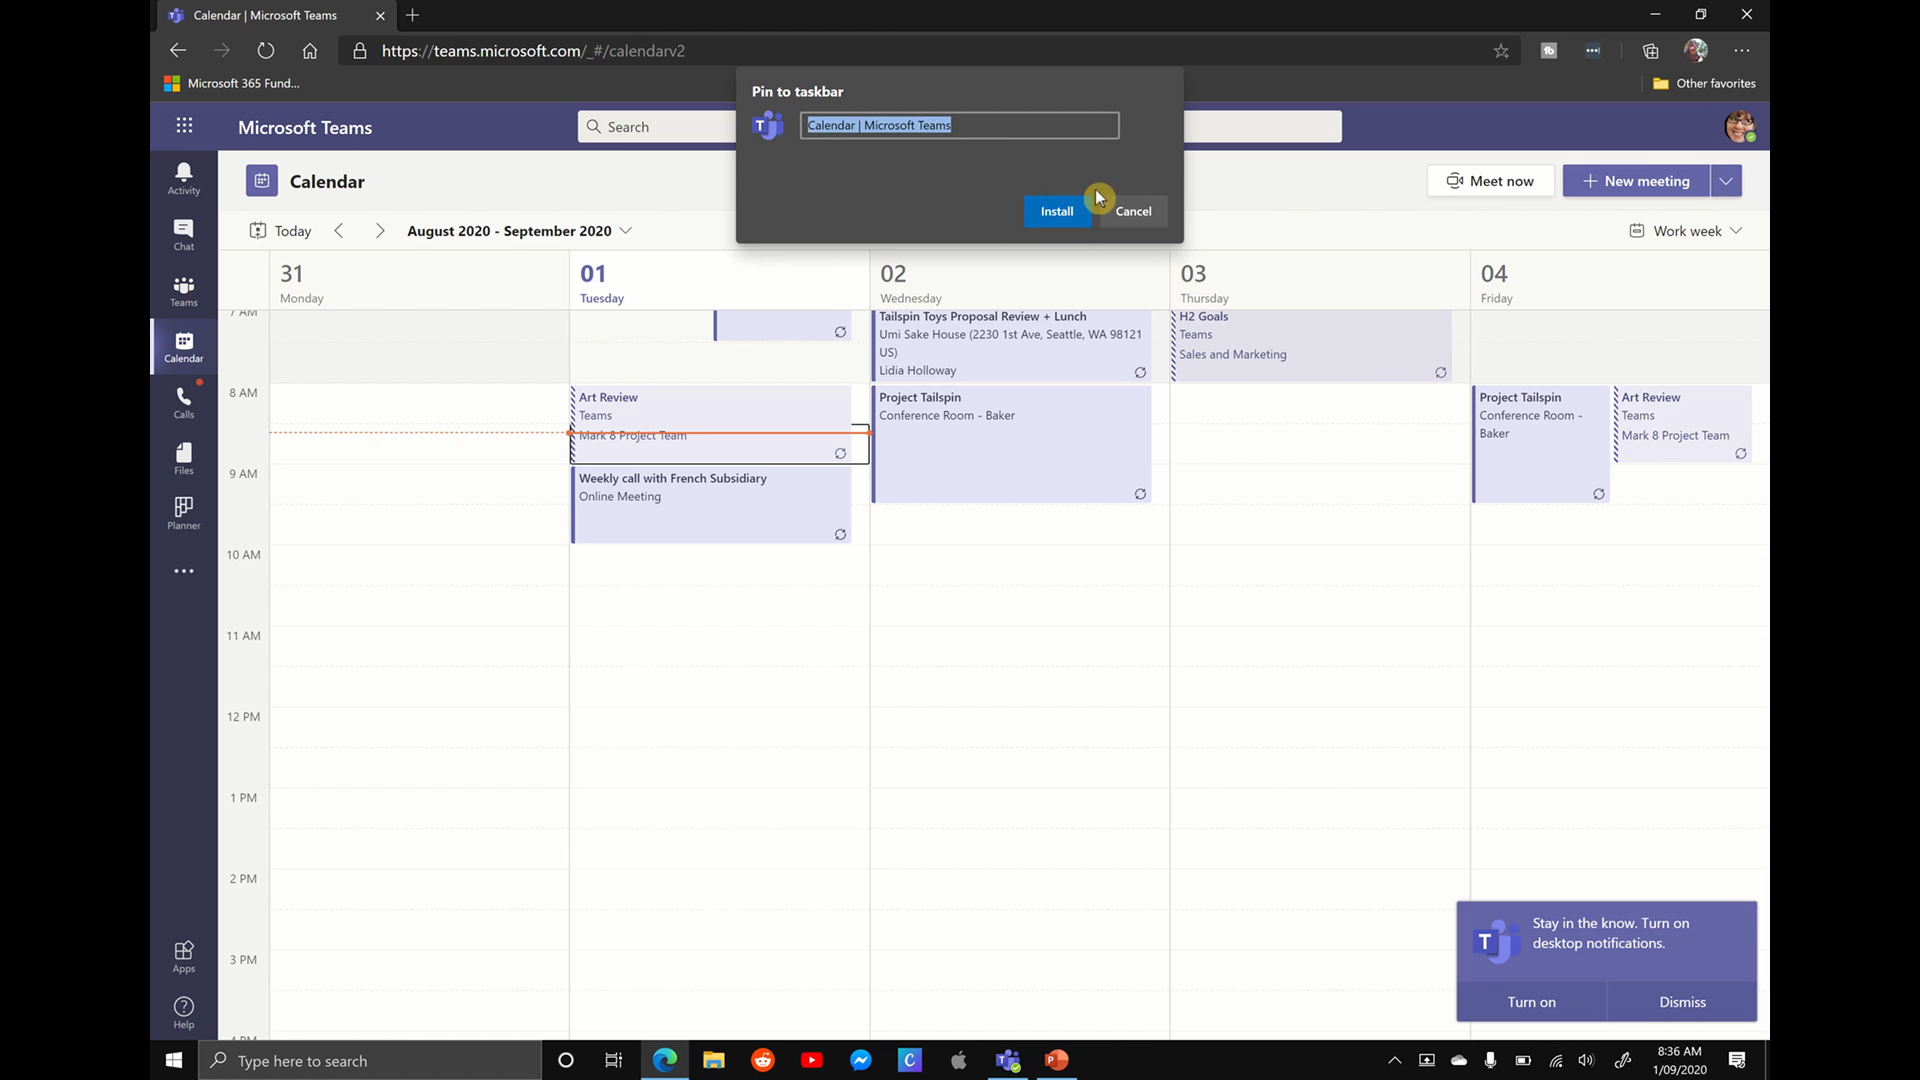 Calendar | Microsoft Teams
https://teams.microsoft.com/_#/calendarv2
Microsoft 365 Fund...
Other favorites
Pin to taskbar
Calendar | Microsoft Teams
Install
Cancel
Microsoft Teams
Search
Activity
Chat
Teams
Calendar
Calls
Files
Planner
Apps
Help
Calendar
Meet now
New meeting
Today
August 2020 - September 2020
Work week
31
Monday
01
Tuesday
02
Wednesday
03
Thursday
04
Friday
7 AM
8 AM
9 AM
10 AM
11 AM
12 PM
1 PM
2 PM
3 PM
4 PM
Art Review
Teams
Mark 8 Project Team
Weekly call with French Subsidiary
Online Meeting
Tailspin Toys Proposal Review + Lunch
Umi Sake House (2230 1st Ave, Seattle, WA 98121
US)
Lidia Holloway
Project Tailspin
Conference Room - Baker
H2 Goals
Teams
Sales and Marketing
Project Tailspin
Conference Room -
Baker
Art Review
Teams
Mark 8 Project Team
Stay in the know. Turn on
desktop notifications.
Turn on
Dismiss
Type here to search
8:36 AM
1/09/2020